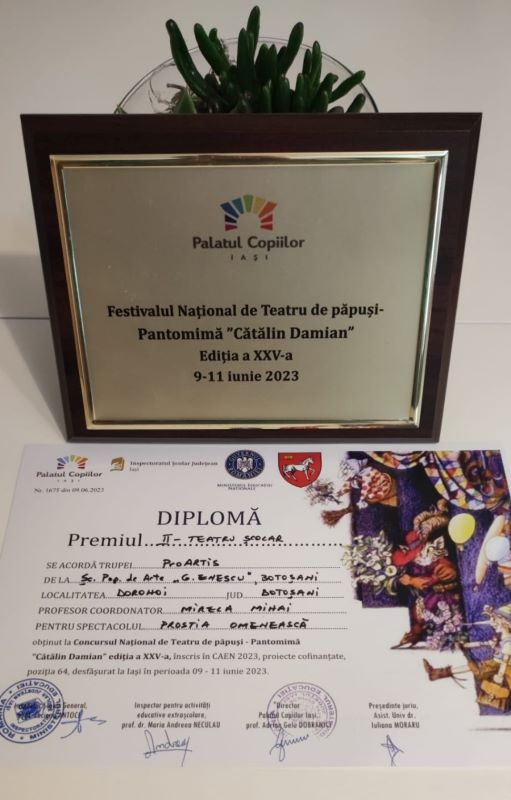 Palatul Copiilor
IAȘI
Festivalul Național de Teatru de păpuși-
Pantomimă "Cătălin Damian"
Ediția a XXV-a
9-11 iunie 2023
Palatul Copiilor
IAȘI
Inspectoratul Școlar Județean
Iași
MINISTERUL EDUCAȚIEI
NAȚIONALE
Nr. 1675 din 09.06.2023
DIPLOMĂ
Premiul II - TEATRU ȘCOLAR
SE ACORDĂ TRUPEI PROARTIS
DE LA Șc. Pop. de Arte „G. ENESCU", BOTOȘANI
LOCALITATEA DOROHOI JUD BOTOȘANI
PROFESOR COORDONATOR MIRELA MIHAI
PENTRU SPECTACOLUL PROSTIA OMENEASCĂ
obținut la Concursul Național de Teatru de păpuși - Pantomimă
"Cătălin Damian" ediția a XXV-a, înscris în CAEN 2023, proiecte cofinanțate,
poziția 64, desfășurat la Iași în perioada 09 - 11 iunie 2023.
General,
prof.
Inspector pentru activități
educative extrașcolare,
prof. dr. Maria Andreea NECULAU
Director
Palatul Copiilor Iași,
prof. Adrian Gelu DOBRANICI
Președinte juriu,
Asist. Univ dr.
Iuliana MORARU